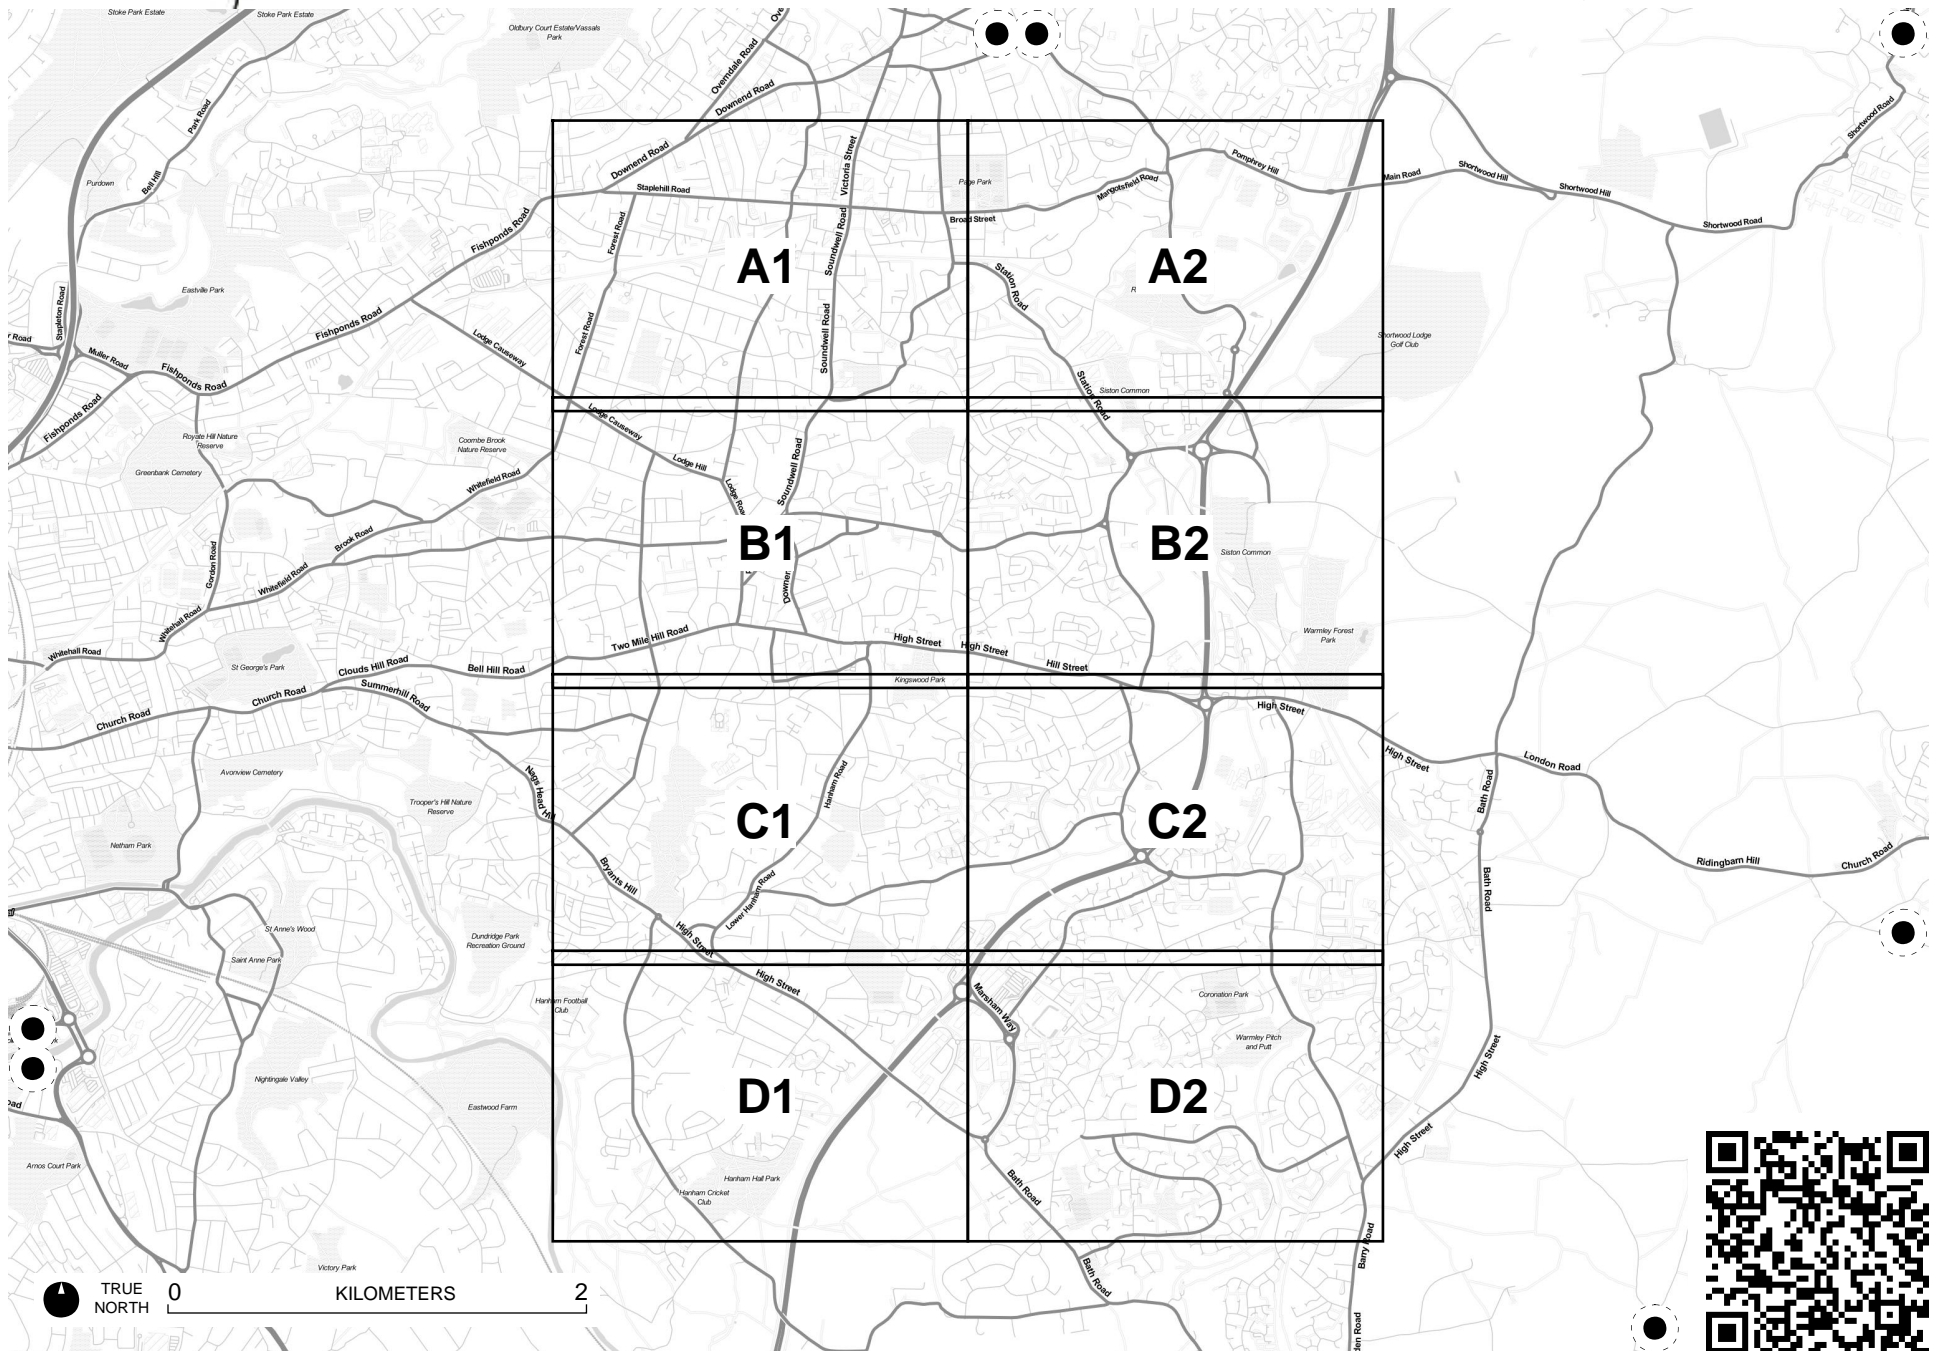 Stoke Park Estate
Stoke Park Estate
Oldbury Court Estate/Vassals
Park
Overndale Road
Downend Road
Park Road
Purdown
Bell Hill
Downend Road
Staplehill Road
Victoria Street
Page Park
Mangotsfield Road
Pomphrey Hill
Main Road
Shortwood Hill
Shortwood Hill
Shortwood Road
Shortwood Road
Broad Street
Fishponds Road
Forest Road
Soundwell Road
A1
A2
Station Road
Eastville Park
Stapleton Road
Road
Muller Road
Fishponds Road
Fishponds Road
Fishponds Road
Lodge Causeway
Forest Road
Soundwell Road
Shortwood Lodge
Golf Club
Station Road
Siston Common
Royate Hill Nature
Reserve
Greenbank Cemetery
Coombe Brook
Nature Reserve
Lodge Causeway
Lodge Hill
Lodge Road
Soundwell Road
Whitefield Road
Brook Road
Gordon Road
Whitefield Road
Whitehall Road
Whitehall Road
B1
B2
Siston Common
Warmley Forest
Park
St George's Park
Clouds Hill Road
Bell Hill Road
Two Mile Hill Road
High Street
High Street
Hill Street
Kingswood Park
Church Road
Church Road
Summerhill Road
High Street
High Street
London Road
Bath Road
Avonview Cemetery
Trooper's Hill Nature
Reserve
Nags Head Hill
Hanham Road
C1
C2
Netham Park
Bryants Hill
Lower Hanham Road
Bath Road
Ridingbarn Hill
Church Road
St Anne's Wood
Saint Anne Park
Dundridge Park
Recreation Ground
High Street
High Street
Hanham Football
Club
Marsham Way
Coronation Park
Warmley Pitch
and Putt
High Street
Nightingale Valley
Eastwood Farm
D1
D2
High Street
Arnos Court Park
Hanham Hall Park
Hanham Cricket
Club
Bath Road
Bath Road
Barry Road
Victory Park
TRUE
NORTH
0 KILOMETERS 2